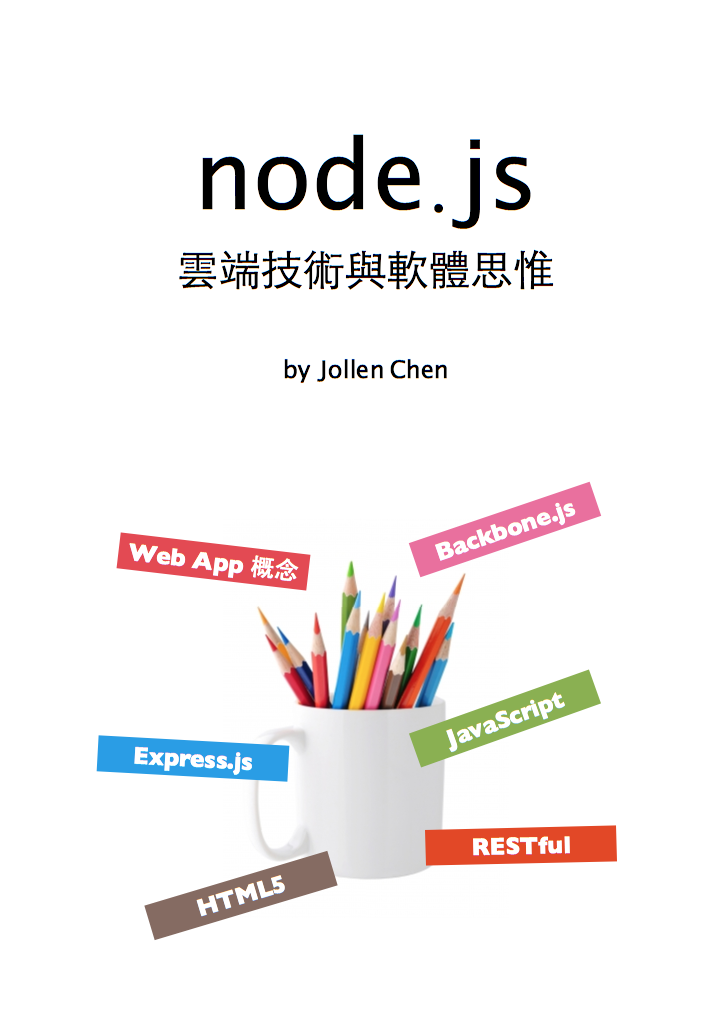 node.js
雲端技術與軟體思惟
by Jollen Chen
Backbone.js
Web App 概念
JavaScript
Express.js
RESTful
HTML5